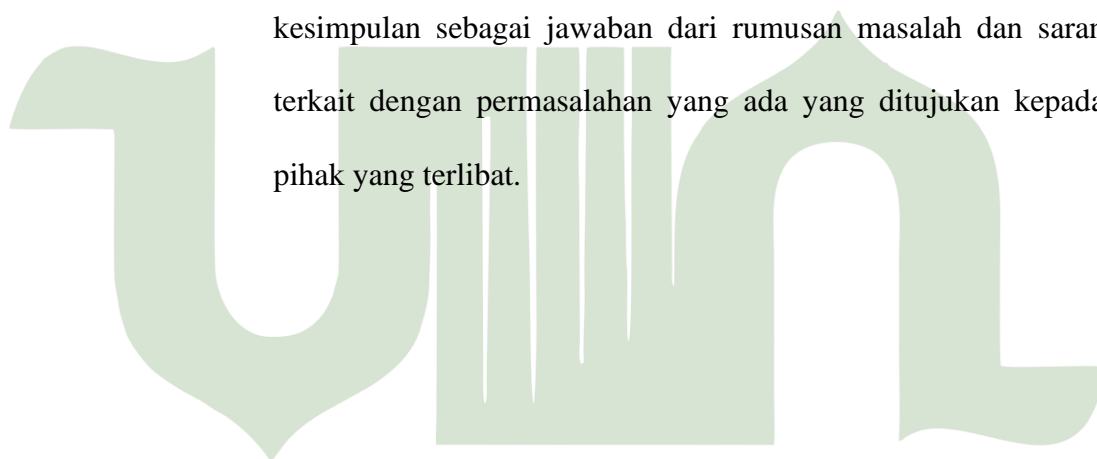 kesimpulan sebagai jawaban dari rumusan masalah dan saran
terkait dengan permasalahan yang ada yang ditujukan kepada
pihak yang terlibat.